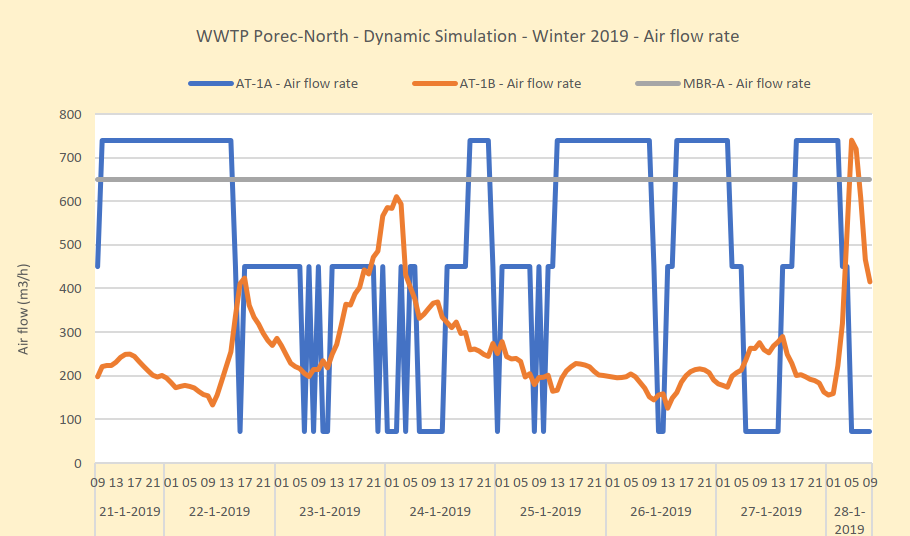 WWTP Porec-North - Dynamic Simulation - Winter 2019 - Air flow rate
AT-1A - Air flow rate AT-1B - Air flow rate MBR-A - Air flow rate
800
700
600
500
400
300
200
100
0
Air flow (m3/h)
09 13 17 21 01 05 09 13 17 21 01 05 09 13 17 21 01 05 09 13 17 21 01 05 09 13 17 21 01 05 09 13 17 21 01 05 09 13 17 21 01 05 09
21-1-2019 22-1-2019 23-1-2019 24-1-2019 25-1-2019 26-1-2019 27-1-2019 28-1-
2019